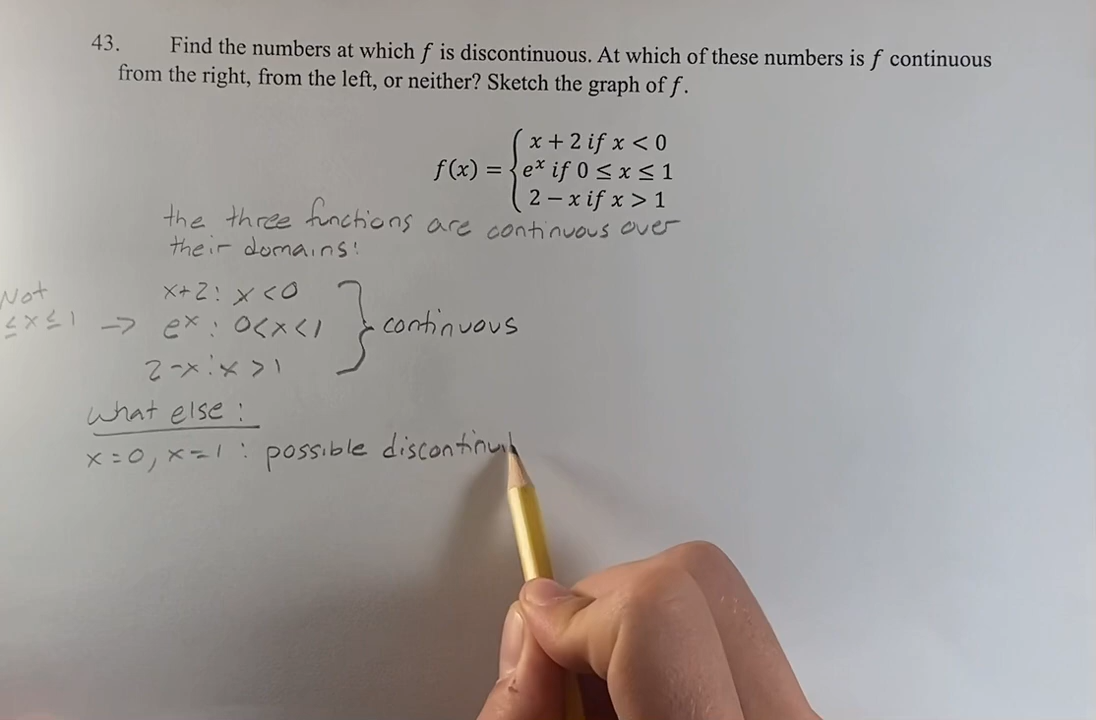 43. Find the numbers at which f is discontinuous. At which of these numbers is f continuous
from the right, from the left, or neither? Sketch the graph of f.
f(x) = { x + 2 if x < 0
e^x if 0 ≤ x ≤ 1
2 − x if x > 1
the three functions are continuous over
their domains:
x+2: x<0
Not
≤x≤1 → e^x: 0<x<1 } continuous
2-x: x>1
What else:
x=0, x=1: possible discontinui